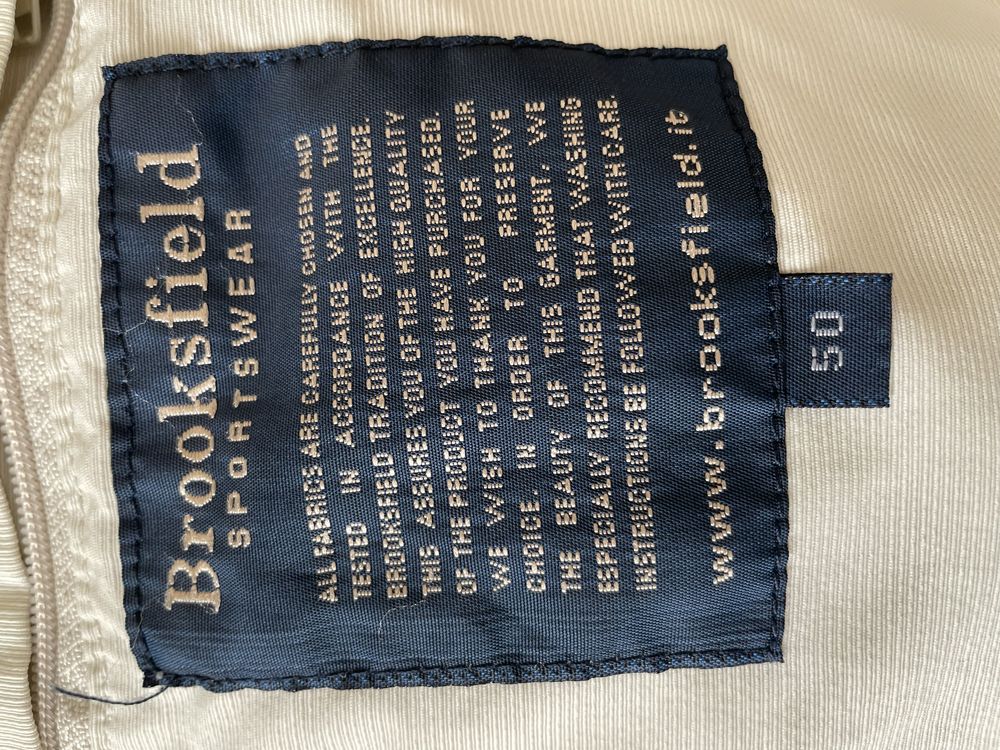 Brooksfield
SPORTSWEAR
ALL FABRICS ARE CAREFULLY CHOSEN AND
TESTED IN ACCORDANCE WITH THE
BROOKSFIELD TRADITION OF EXCELLENCE.
THIS ASSURES YOU OF THE HIGH QUALITY
OF THE PRODUCT YOU HAVE PURCHASED.
WE WISH TO THANK YOU FOR YOUR
CHOICE. IN ORDER TO PRESERVE
THE BEAUTY OF THIS GARMENT, WE
ESPECIALLY RECOMMEND THAT WASHING
INSTRUCTIONS BE FOLLOWED WITH CARE.
www.brooksfield.it
50